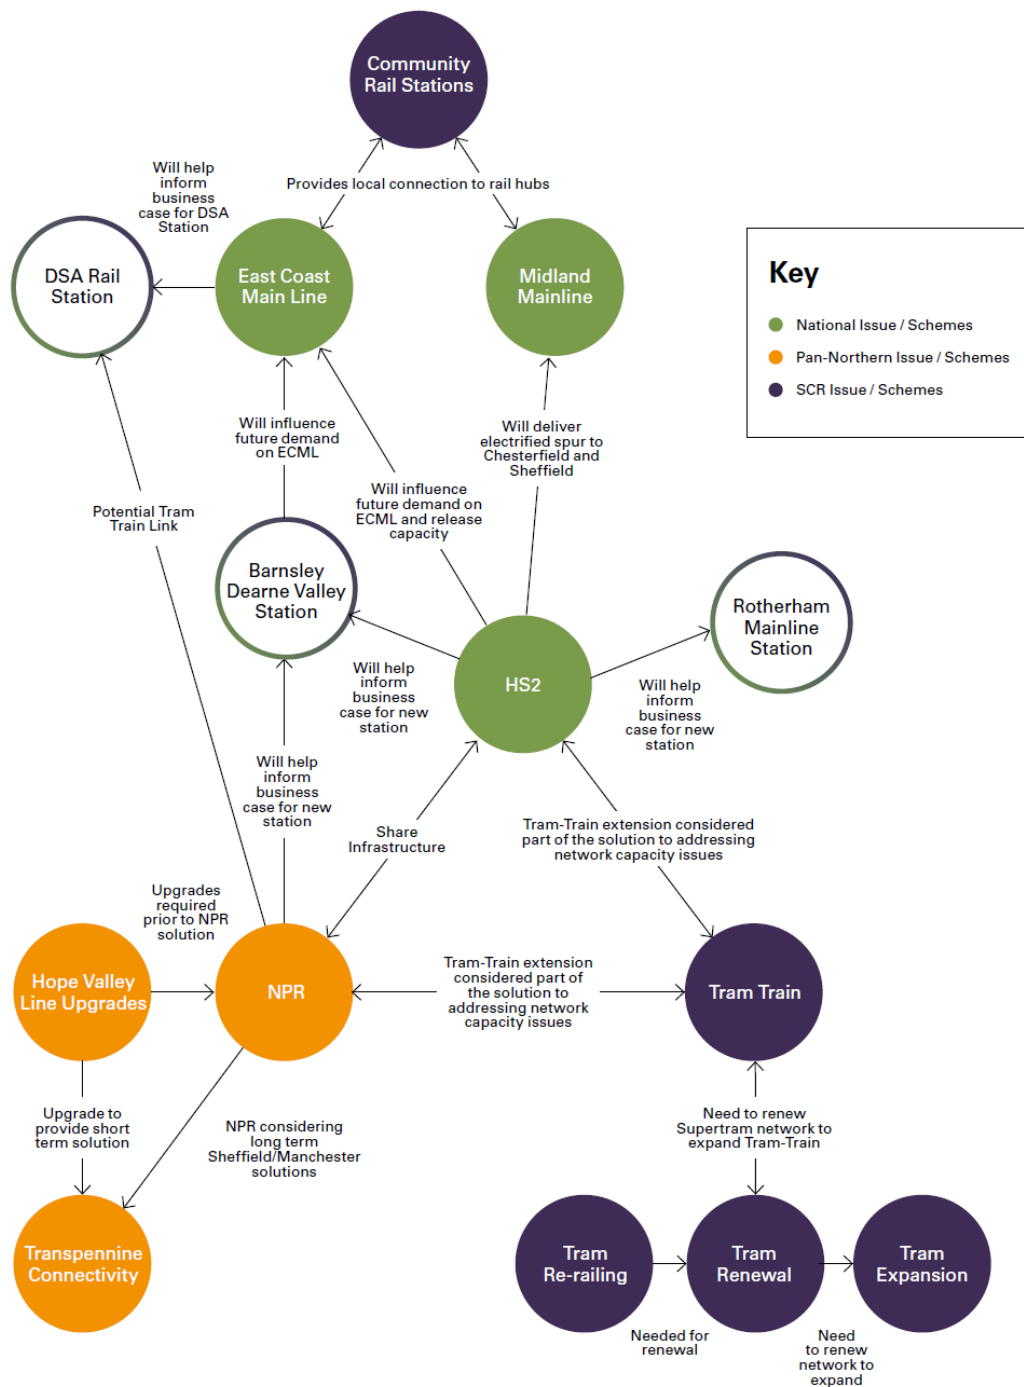 Community
Rail Stations
Will help
inform
business
case for DSA
Station
Provides local connection to rail hubs
DSA Rail
Station
East Coast
Main Line
Midland
Mainline
Key
National Issue / Schemes
Pan-Northern Issue / Schemes
SCR Issue / Schemes
Will influence
future demand
on ECML
Will deliver
electrified spur to
Chesterfield and
Sheffield
Will influence
future demand on
ECML and release
capacity
Potential Tram
Train Link
Barnsley
Dearne Valley
Station
Rotherham
Mainline
Station
HS2
Will help
inform
business
case for new
station
Will help
inform
business
case for new
station
Will help
inform
business
case for new
station
Share
Infrastructure
Tram-Train extension considered
part of the solution to addressing
network capacity issues
Upgrades
required
prior to NPR
solution
Hope Valley
Line Upgrades
NPR
Tram-Train extension
considered part of
the solution to
addressing network
capacity issues
Tram Train
Upgrade to
provide short
term solution
NPR considering
long term
Sheffield/Manchester
solutions
Need to renew
Supertram network to
expand Tram-Train
Transpennine
Connectivity
Tram
Re-railing
Tram
Renewal
Tram
Expansion
Needed for
renewal
Need
to renew
network to
expand